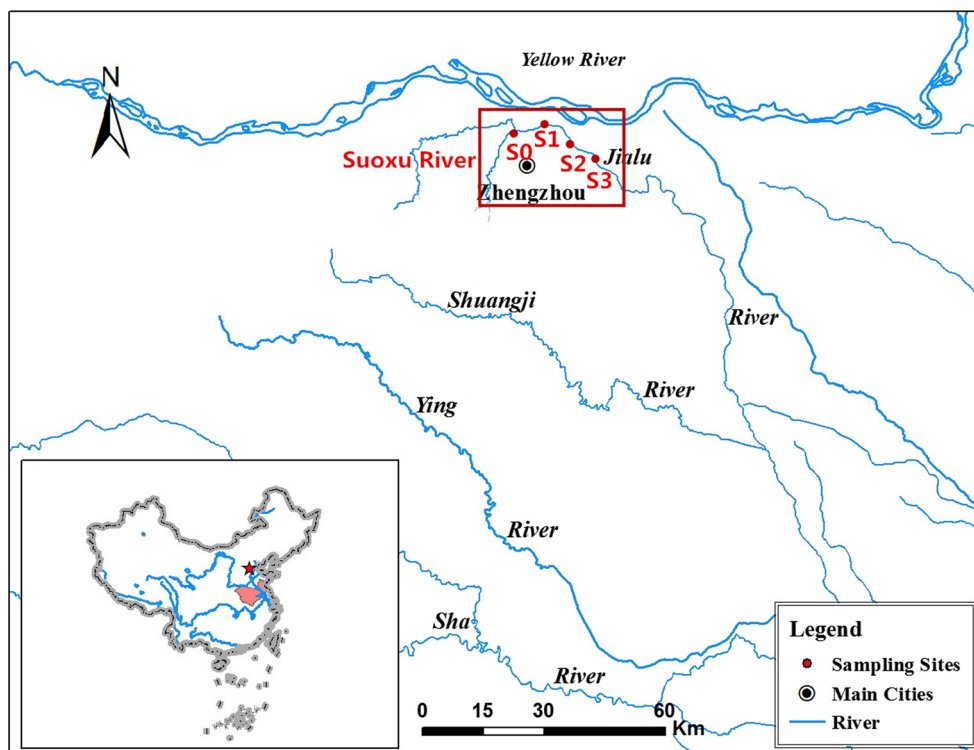 Yellow River
N
S1
S0
Suoxu River
Jialu
S2
S3
Zhengzhou
Shuangji
River
River
Ying
River
Sha
River
Legend
Sampling Sites
Main Cities
River
0 15 30 60
Km